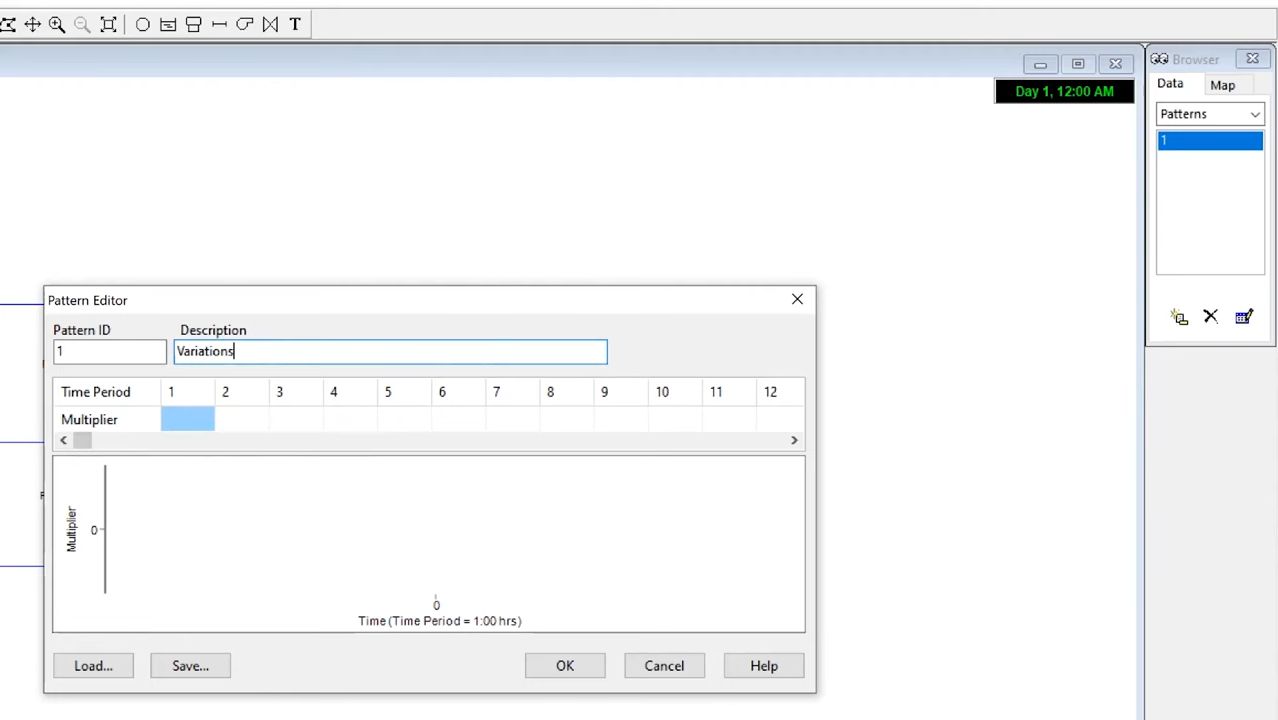 T
Browser
Data Map
Day 1, 12:00 AM
Patterns
1
Pattern Editor
Pattern ID Description
1 Variations
Time Period 1 2 3 4 5 6 7 8 9 10 11 12
Multiplier
Multiplier
0
0
Time (Time Period = 1:00 hrs)
Load... Save... OK Cancel Help